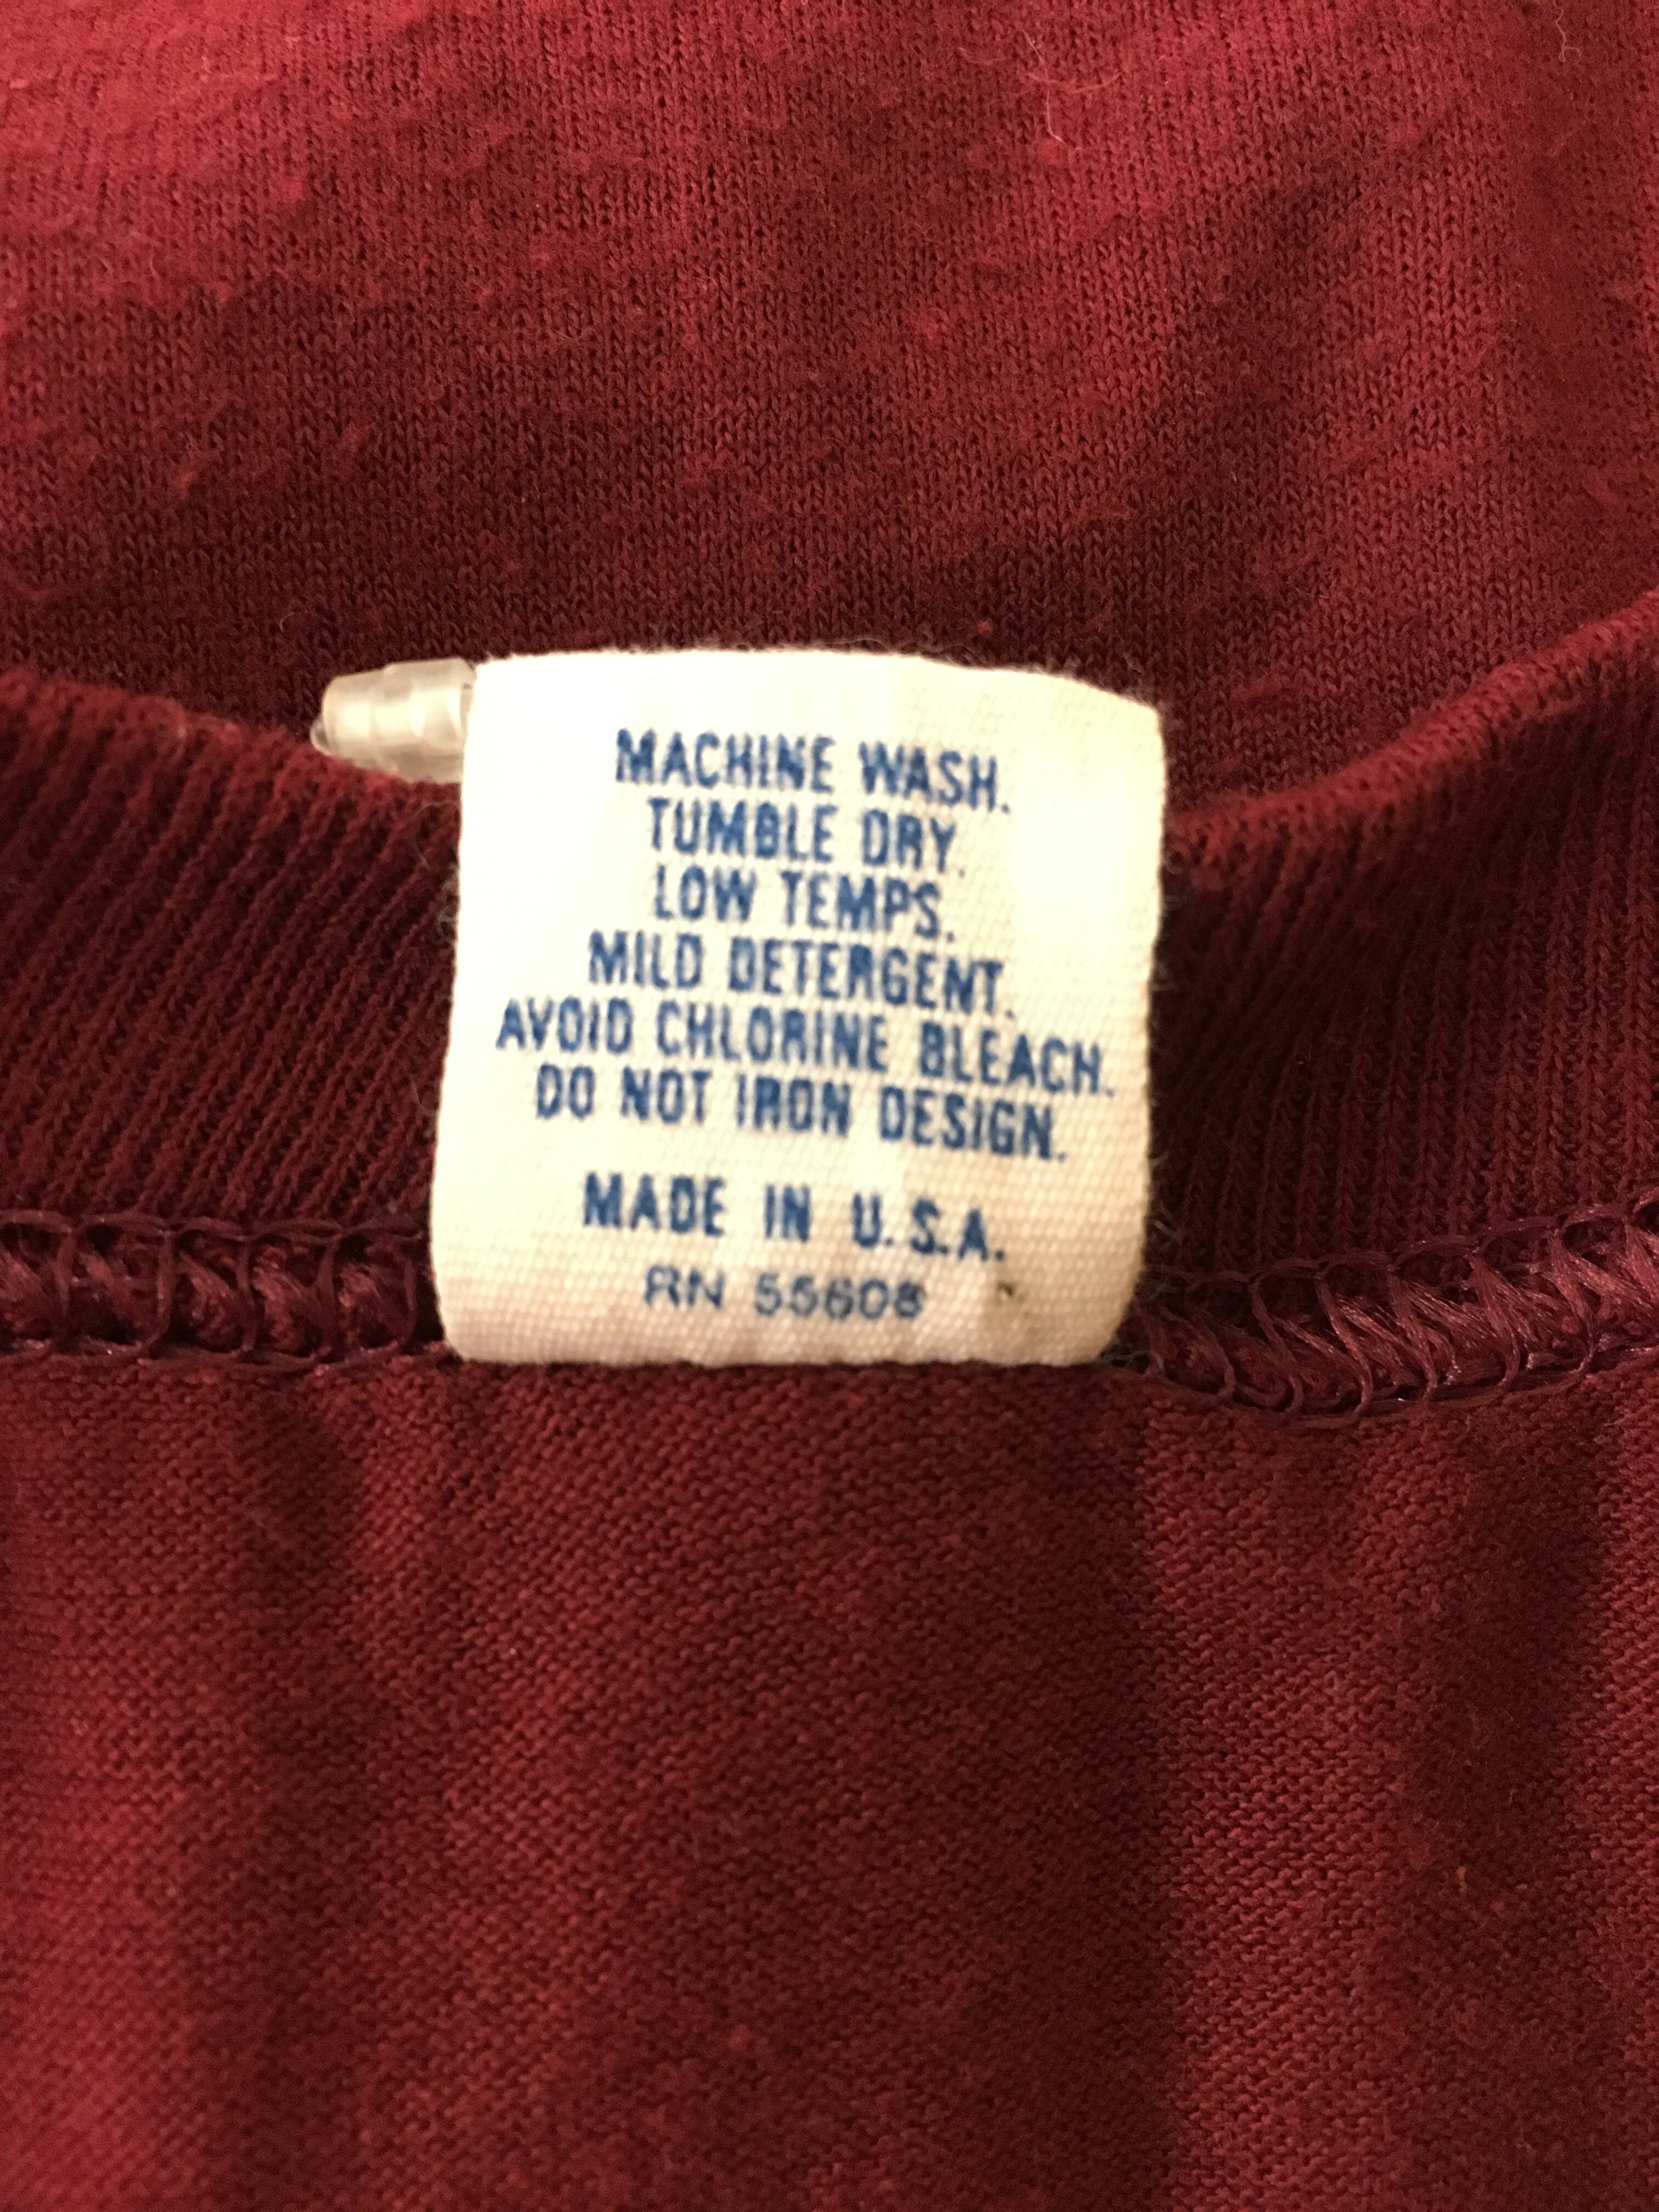 MACHINE WASH.
TUMBLE DRY.
LOW TEMPS.
MILD DETERGENT.
AVOID CHLORINE BLEACH.
DO NOT IRON DESIGN.
MADE IN U.S.A.
RN 55608